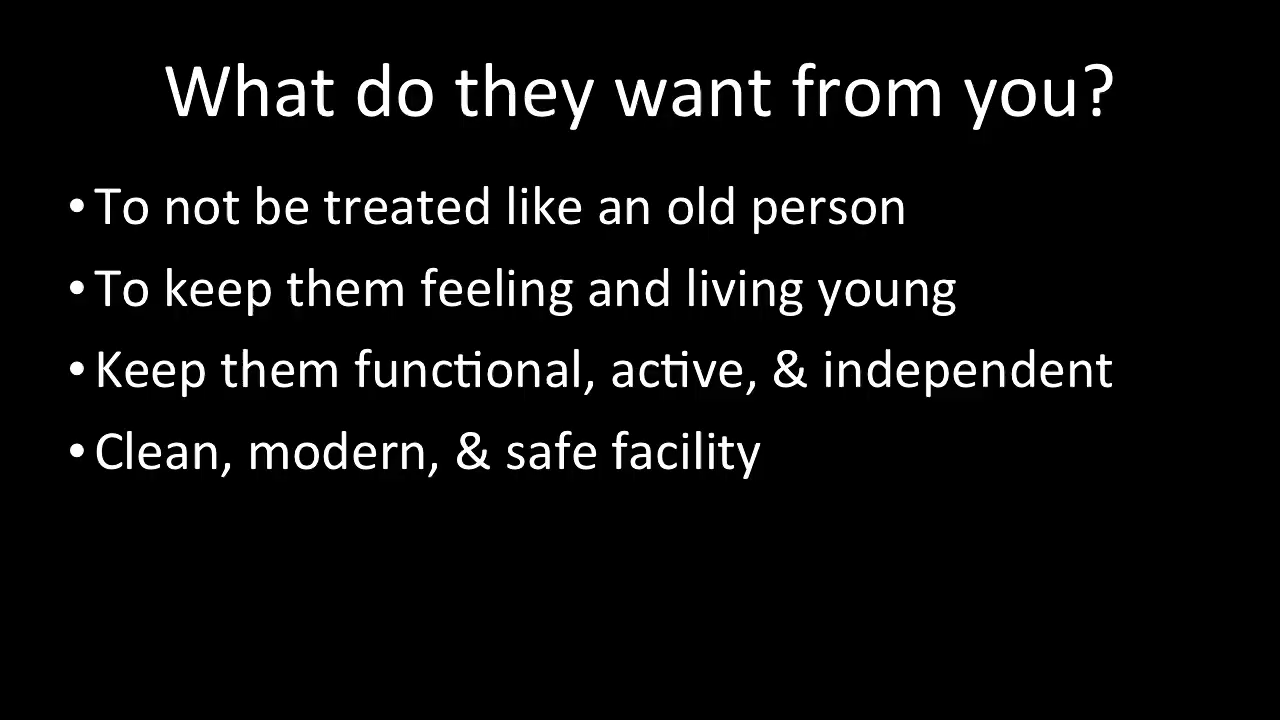 What do they want from you?
• To not be treated like an old person
• To keep them feeling and living young
• Keep them functional, active, & independent
• Clean, modern, & safe facility